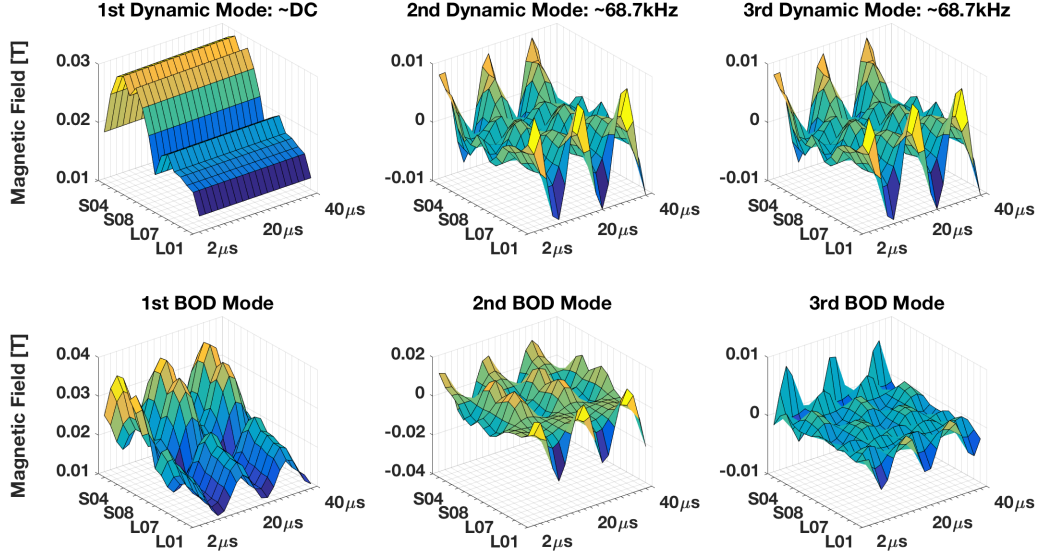 1st Dynamic Mode: ~DC
2nd Dynamic Mode: ~68.7kHz
3rd Dynamic Mode: ~68.7kHz
Magnetic Field [T]
0.03
0.02
0.01
S04
S08
L07
L01
2μs
20μs
40μs
0.01
0
-0.01
S04
S08
L07
L01
2μs
20μs
40μs
0.01
0
-0.01
S04
S08
L07
L01
2μs
20μs
40μs
1st BOD Mode
2nd BOD Mode
3rd BOD Mode
Magnetic Field [T]
0.04
0.03
0.02
0.01
S04
S08
L07
L01
2μs
20μs
40μs
0.02
0
-0.02
-0.04
S04
S08
L07
L01
2μs
20μs
40μs
0.01
0
-0.01
S04
S08
L07
L01
2μs
20μs
40μs